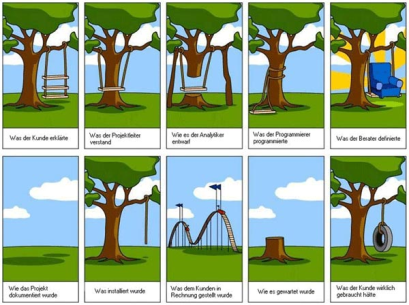 Was der Kunde erklärte
Was der Projektleiter
verstand
Wie es der Analytiker
entwarf
Was der Programmierer
programmierte
Was der Berater definierte
Wie das Projekt
dokumentiert wurde
Was installiert wurde
Was dem Kunden in
Rechnung gestellt wurde
Wie es gewartet wurde
Was der Kunde wirklich
gebraucht hätte